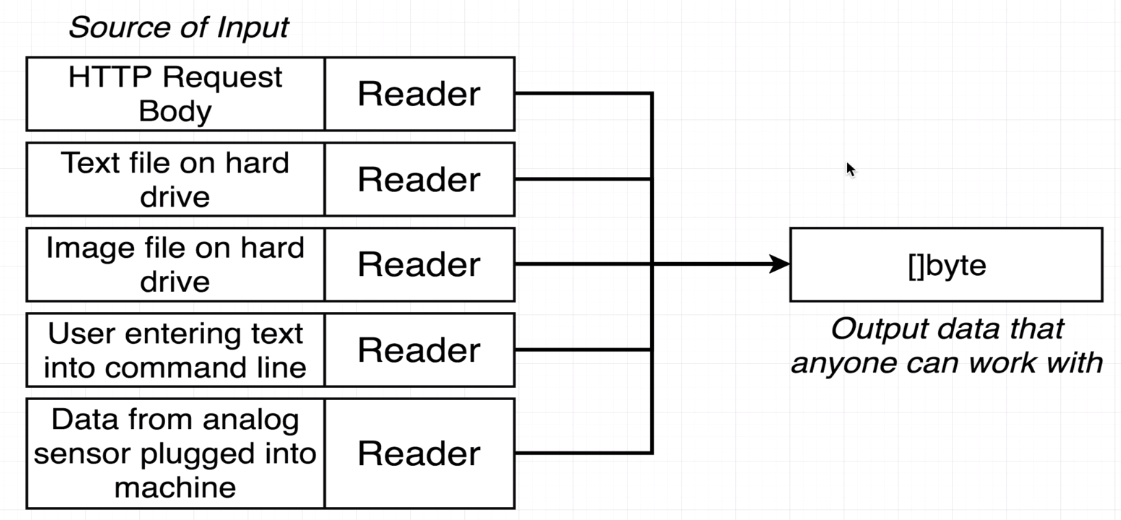 Source of Input
HTTP Request
Body
Reader
Text file on hard
drive
Reader
Image file on hard
drive
Reader
User entering text
into command line
Reader
Data from analog
sensor plugged into
machine
Reader
[]byte
Output data that
anyone can work with